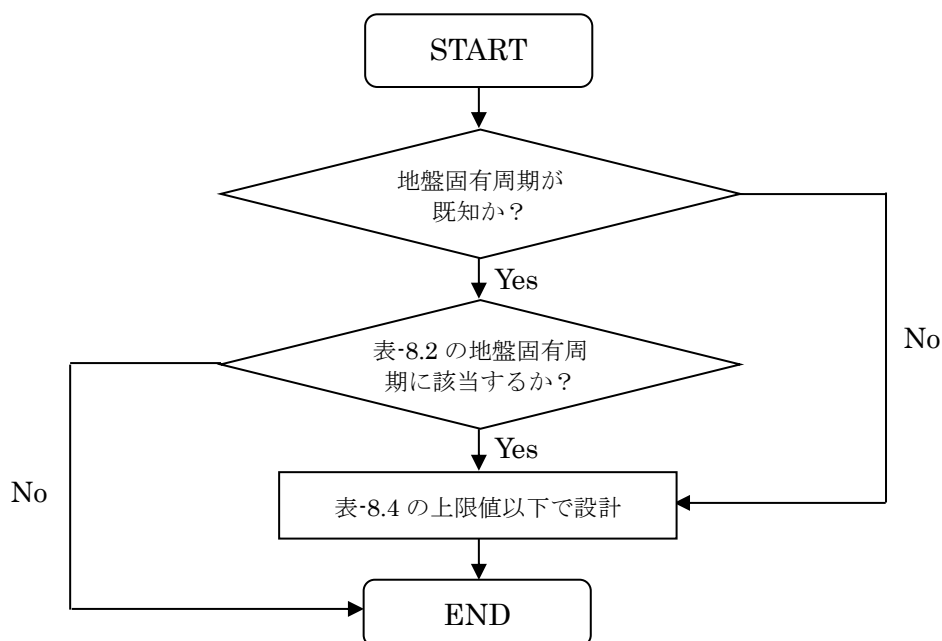 START
地盤固有周期が
既知か？
Yes
No
表-8.2 の地盤固有周
期に該当するか？
Yes
No
表-8.4 の上限値以下で設計
END